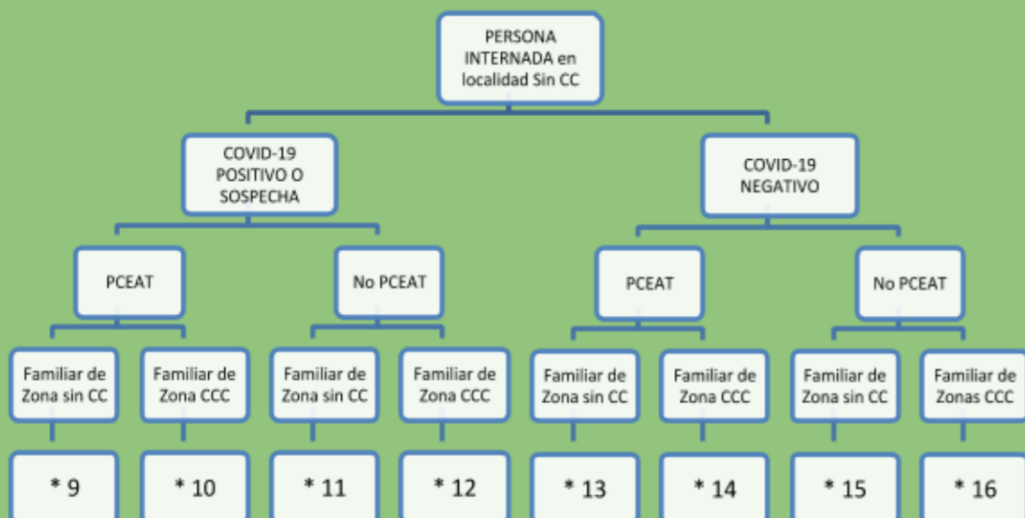 PERSONA
INTERNADA en
localidad Sin CC
COVID-19
POSITIVO O
SOSPECHA
COVID-19
NEGATIVO
PCEAT
No PCEAT
PCEAT
No PCEAT
Familiar de
Zona sin CC
Familiar de
Zona CCC
Familiar de
Zona sin CC
Familiar de
Zona CCC
Familiar de
Zona sin CC
Familiar de
Zona CCC
Familiar de
Zona sin CC
Familiar de
Zonas CCC
* 9
* 10
* 11
* 12
* 13
* 14
* 15
* 16